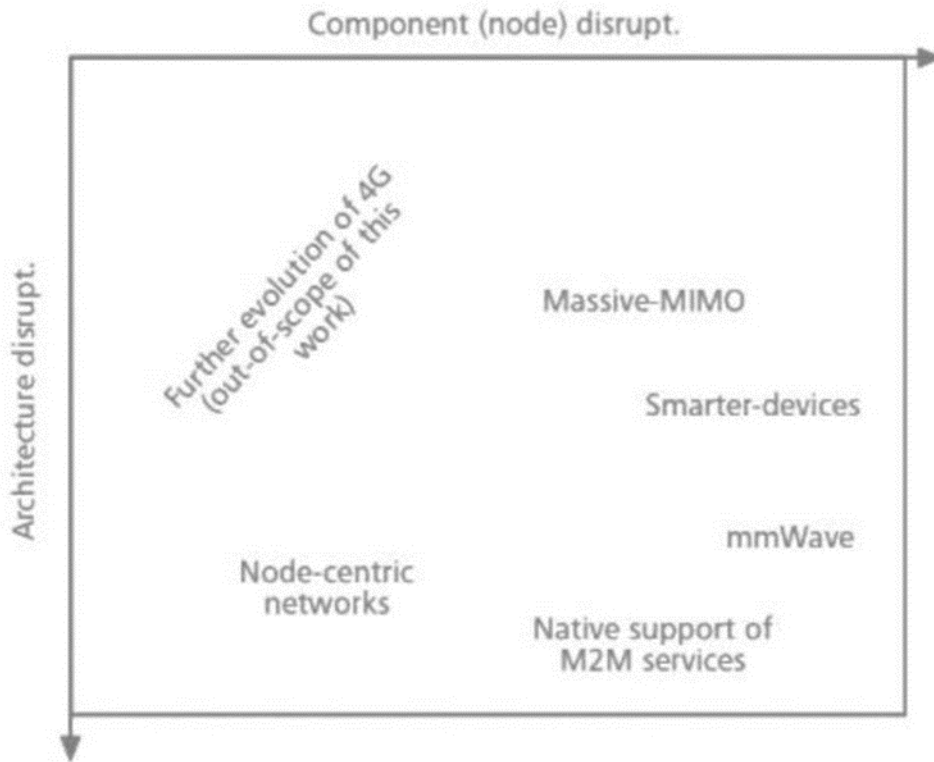 Component (node) disrupt.
Architecture disrupt.
Further evolution of 4G
(out-of-scope of this
work)
Massive-MIMO
Smarter-devices
mmWave
Node-centric
networks
Native support of
M2M services